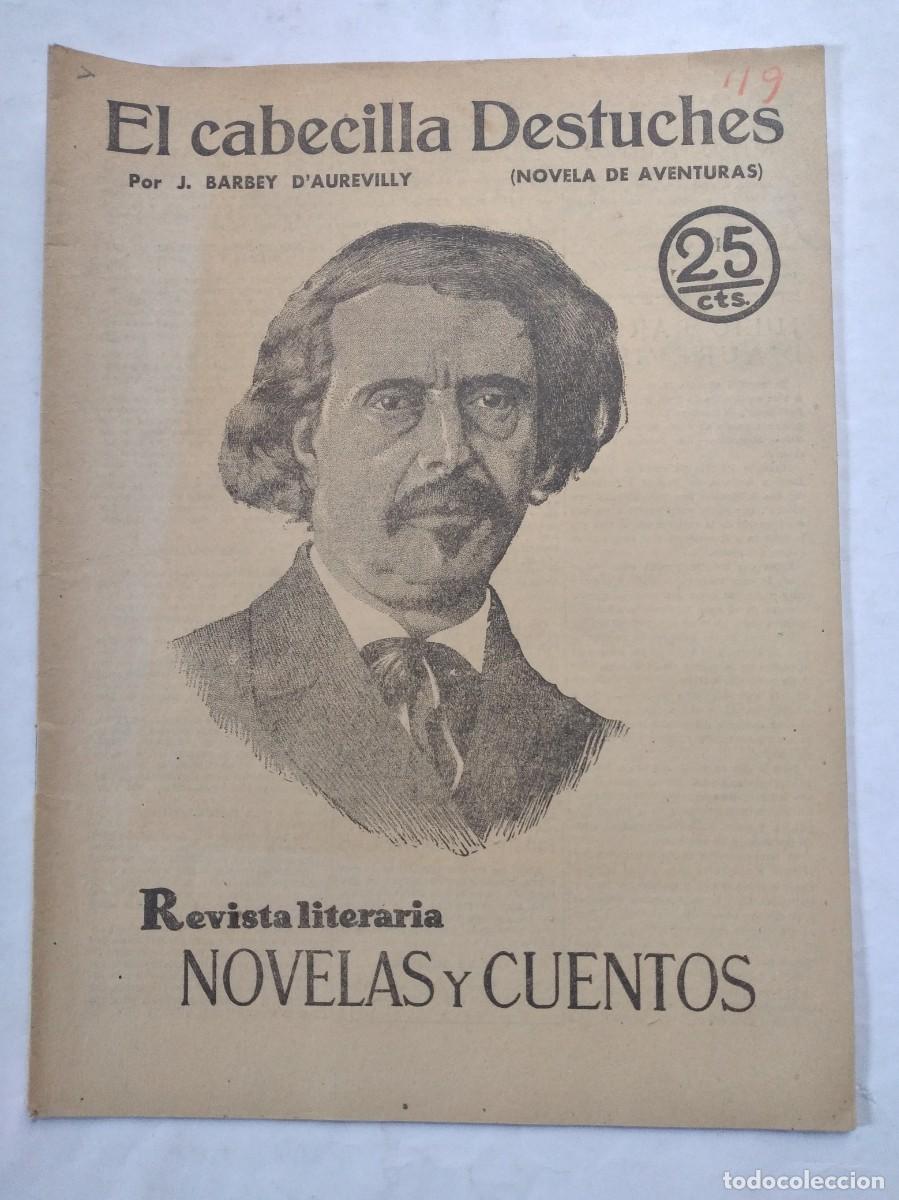 119
El cabecilla Destuches
Por J. BARBEY D'AUREVILLY (NOVELA DE AVENTURAS)
25
cts.
Revista literaria
NOVELAS Y CUENTOS
todocoleccion